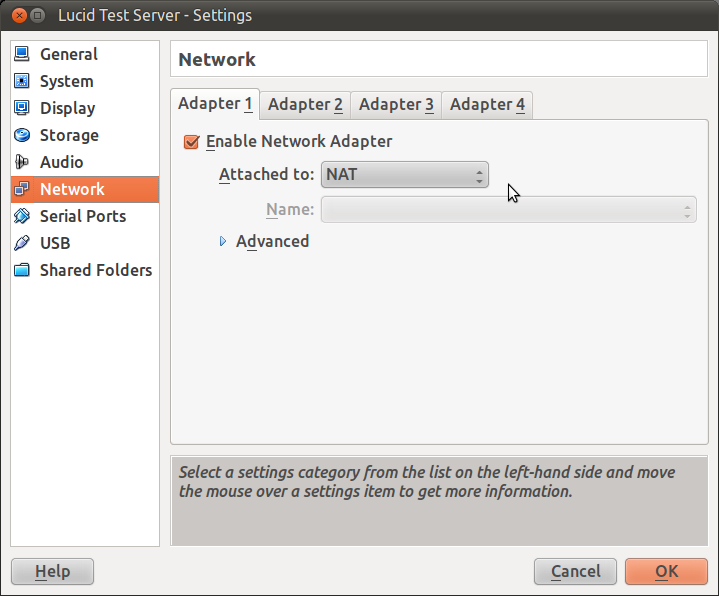 Lucid Test Server - Settings
General
System
Display
Storage
Audio
Network
Serial Ports
USB
Shared Folders
Network
Adapter 1 Adapter 2 Adapter 3 Adapter 4
Enable Network Adapter
Attached to: NAT
Name:
Advanced
Select a settings category from the list on the left-hand side and move
the mouse over a settings item to get more information.
Help Cancel OK